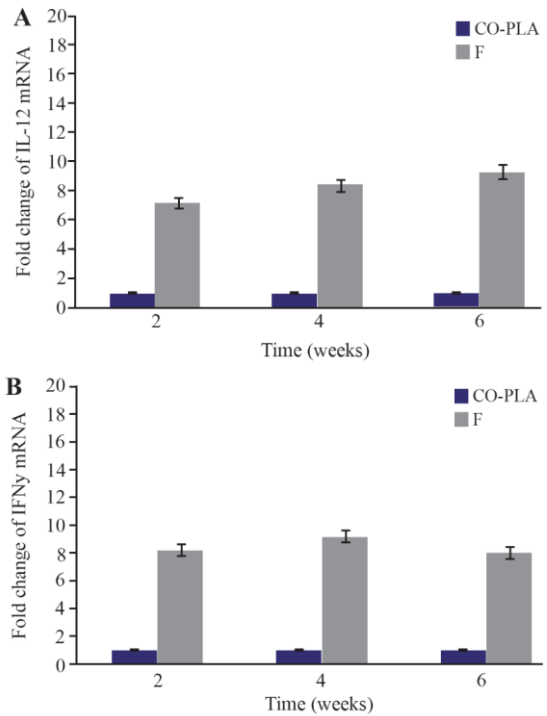 A
Fold change of IL-12 mRNA
20
18
16
14
12
10
8
6
4
2
0
CO-PLA
F
2 4 6
Time (weeks)
B
Fold change of IFNy mRNA
20
18
16
14
12
10
8
6
4
2
0
CO-PLA
F
2 4 6
Time (weeks)